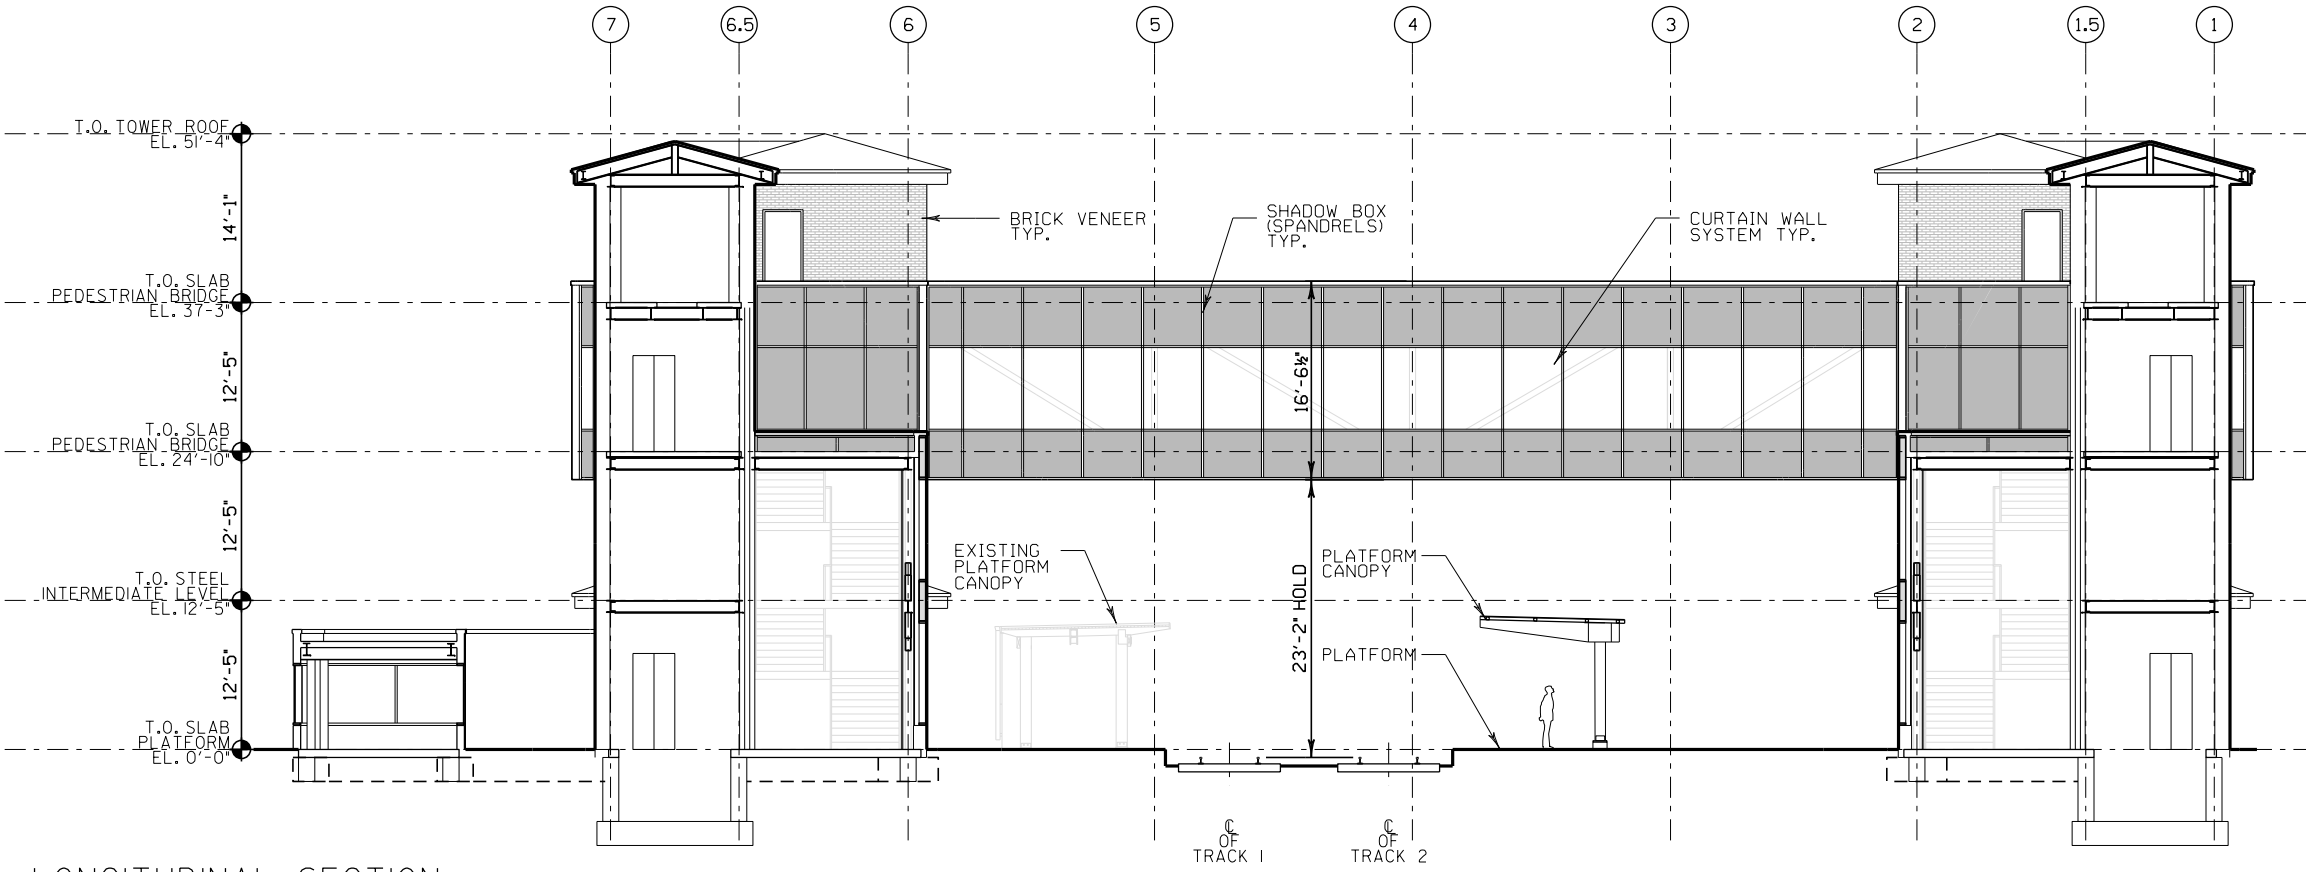 7 6.5 6 5 4 3 2 1.5 1
T.O. TOWER ROOF
EL. 51'-4"
14'-1"
T.O. SLAB
PEDESTRIAN BRIDGE
EL. 37'-3"
12'-5"
T.O. SLAB
PEDESTRIAN BRIDGE
EL. 24'-10"
12'-5"
T.O. STEEL
INTERMEDIATE LEVEL
EL. 12'-5"
12'-5"
T.O. SLAB
PLATFORM
EL. 0'-0"
BRICK VENEER
TYP.
SHADOW BOX
(SPANDRELS)
TYP.
CURTAIN WALL
SYSTEM TYP.
16'-6½"
EXISTING
PLATFORM
CANOPY
23'-2" HOLD
PLATFORM
CANOPY
PLATFORM
℄
OF
TRACK 1
℄
OF
TRACK 2
LONGITUDINAL SECTION